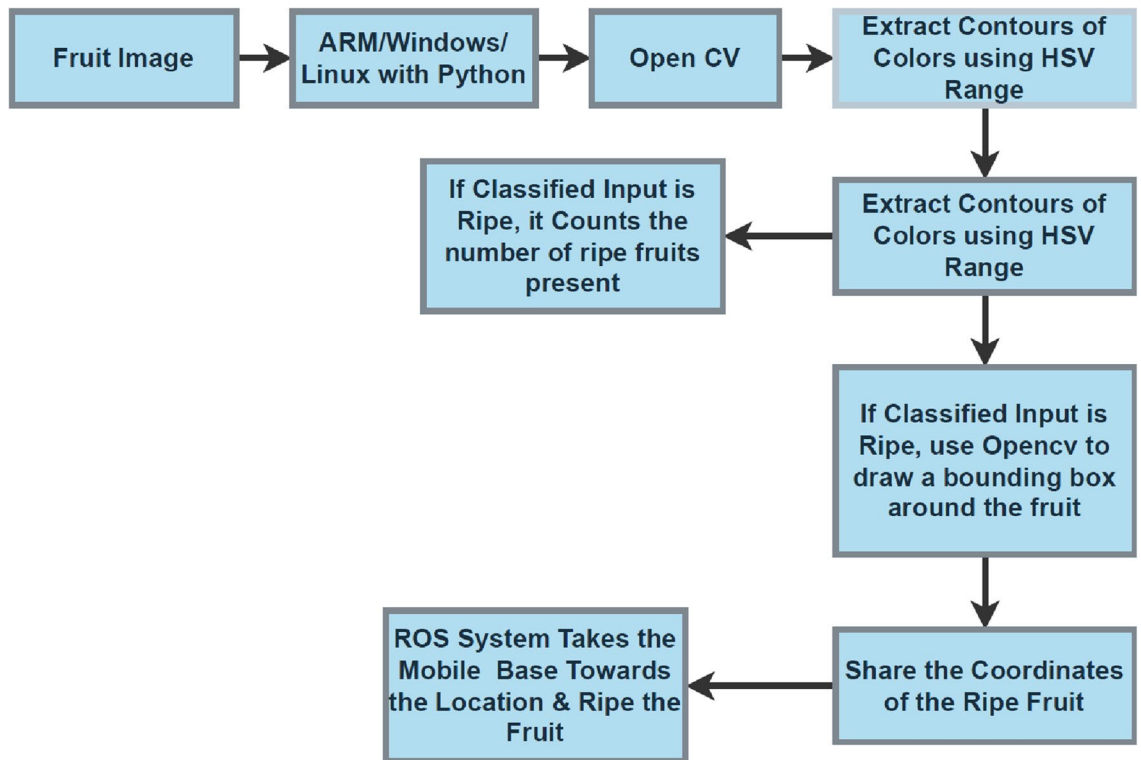 Fruit Image
ARM/Windows/
Linux with Python
Open CV
Extract Contours of
Colors using HSV
Range
If Classified Input is
Ripe, it Counts the
number of ripe fruits
present
Extract Contours of
Colors using HSV
Range
If Classified Input is
Ripe, use Opencv to
draw a bounding box
around the fruit
ROS System Takes the
Mobile Base Towards
the Location & Ripe the
Fruit
Share the Coordinates
of the Ripe Fruit